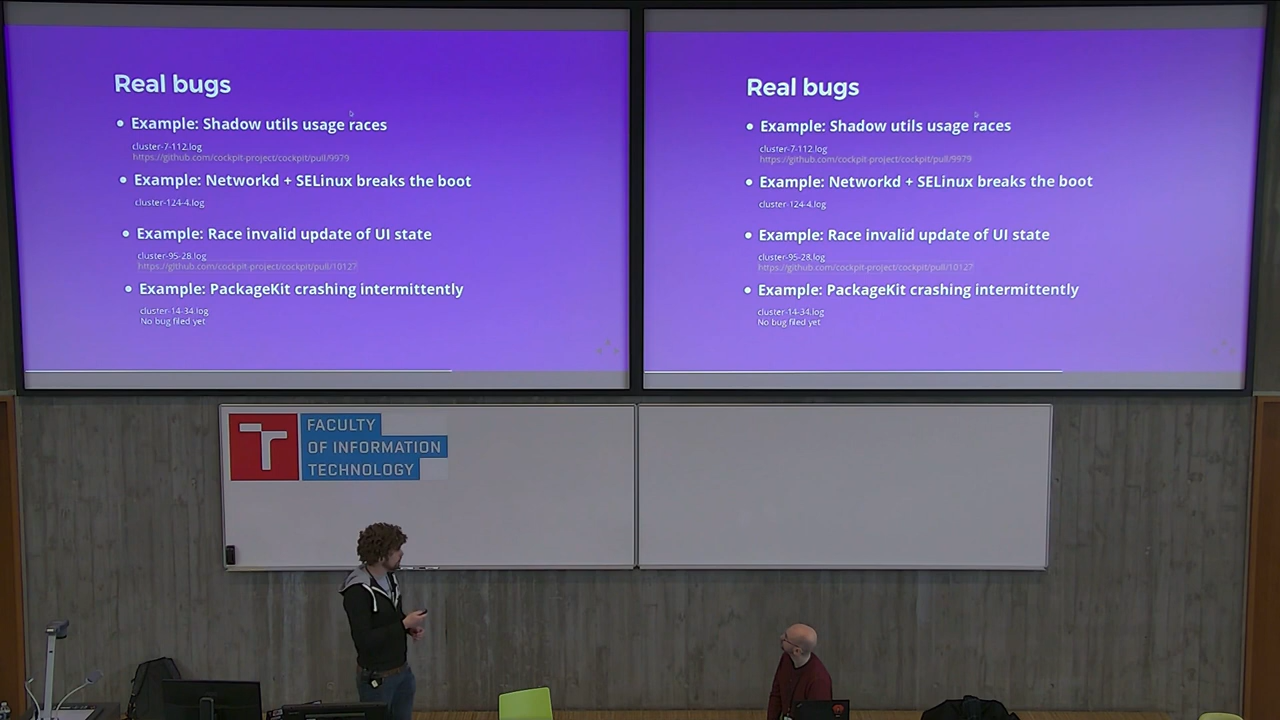 Real bugs
Example: Shadow utils usage races
cluster-7-112.log
https://github.com/cockpit-project/cockpit/pull/9979
Example: Networkd + SELinux breaks the boot
cluster-124-4.log
Example: Race invalid update of UI state
cluster-95-28.log
https://github.com/cockpit-project/cockpit/pull/10127
Example: PackageKit crashing intermittently
cluster-14-34.log
No bug filed yet
Real bugs
Example: Shadow utils usage races
cluster-7-112.log
https://github.com/cockpit-project/cockpit/pull/9979
Example: Networkd + SELinux breaks the boot
cluster-124-4.log
Example: Race invalid update of UI state
cluster-95-28.log
https://github.com/cockpit-project/cockpit/pull/10127
Example: PackageKit crashing intermittently
cluster-14-34.log
No bug filed yet
FACULTY
OF INFORMATION
TECHNOLOGY